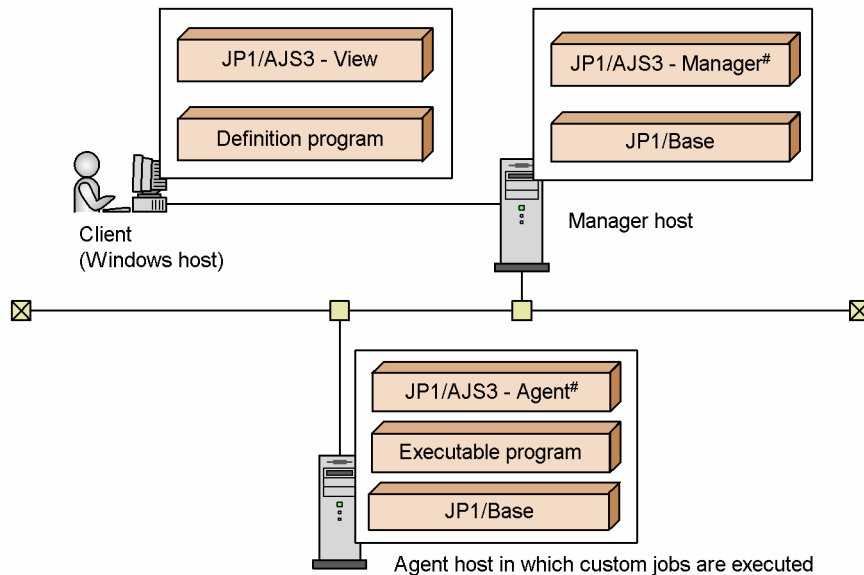 JP1/AJS3 - View
Definition program
JP1/AJS3 - Manager#
JP1/Base
Client
(Windows host)
Manager host
JP1/AJS3 - Agent#
Executable program
JP1/Base
Agent host in which custom jobs are executed